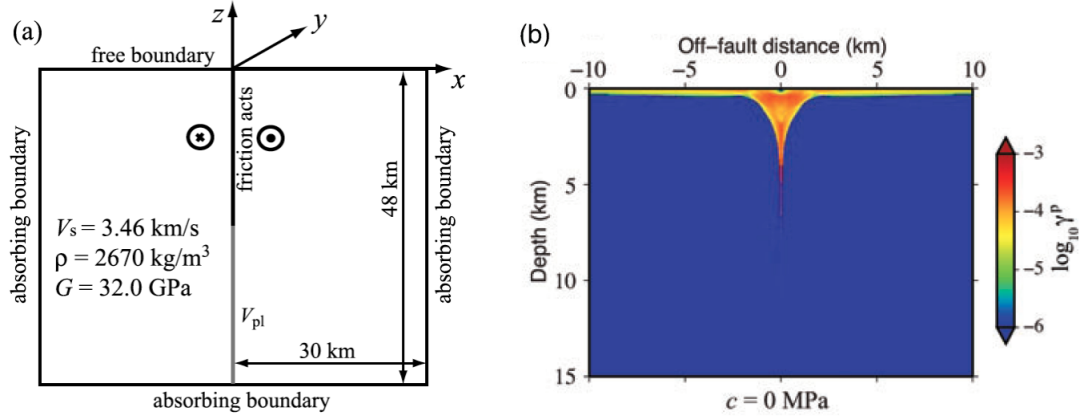 (a)
z
y
free boundary
x
absorbing boundary
friction acts
48 km
absorbing boundary
Vs = 3.46 km/s
ρ = 2670 kg/m³
G = 32.0 GPa
Vpl
30 km
absorbing boundary
(b)
Off−fault distance (km)
−10 −5 0 5 10
Depth (km)
0
5
10
15
c = 0 MPa
−3
−4
−5
−6
log₁₀ γᵖ